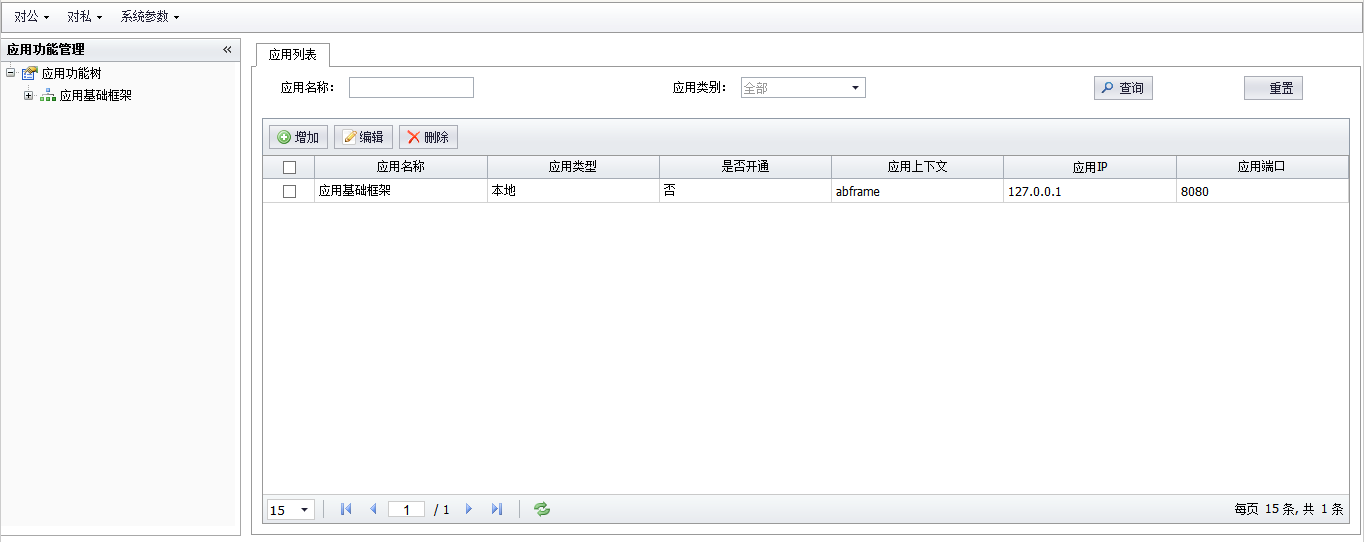 对公 对私 系统参数
应用功能管理
应用功能树
应用基础框架
应用列表
应用名称： 应用类别： 全部 查询 重置
增加 编辑 删除
应用名称 应用类型 是否开通 应用上下文 应用IP 应用端口
应用基础框架 本地 否 abframe 127.0.0.1 8080
15 1 / 1 每页 15 条, 共 1 条